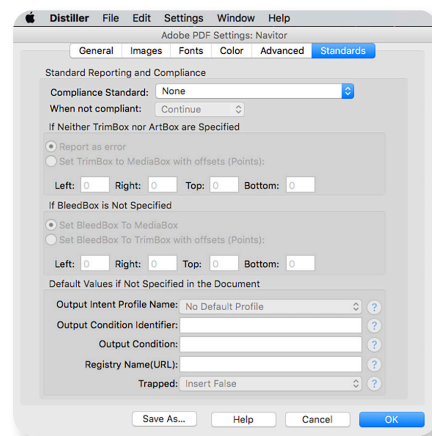 Distiller File Edit Settings Window Help
Adobe PDF Settings: Navitor
General Images Fonts Color Advanced Standards
Standard Reporting and Compliance
Compliance Standard: None
When not compliant: Continue
If Neither TrimBox nor ArtBox are Specified
Report as error
Set TrimBox to MediaBox with offsets (Points):
Left: 0 Right: 0 Top: 0 Bottom: 0
If BleedBox is Not Specified
Set BleedBox To MediaBox
Set BleedBox To TrimBox with offsets (Points):
Left: 0 Right: 0 Top: 0 Bottom: 0
Default Values if Not Specified in the Document
Output Intent Profile Name: No Default Profile ?
Output Condition Identifier: ?
Output Condition: ?
Registry Name(URL): ?
Trapped: Insert False ?
Save As... Help Cancel OK